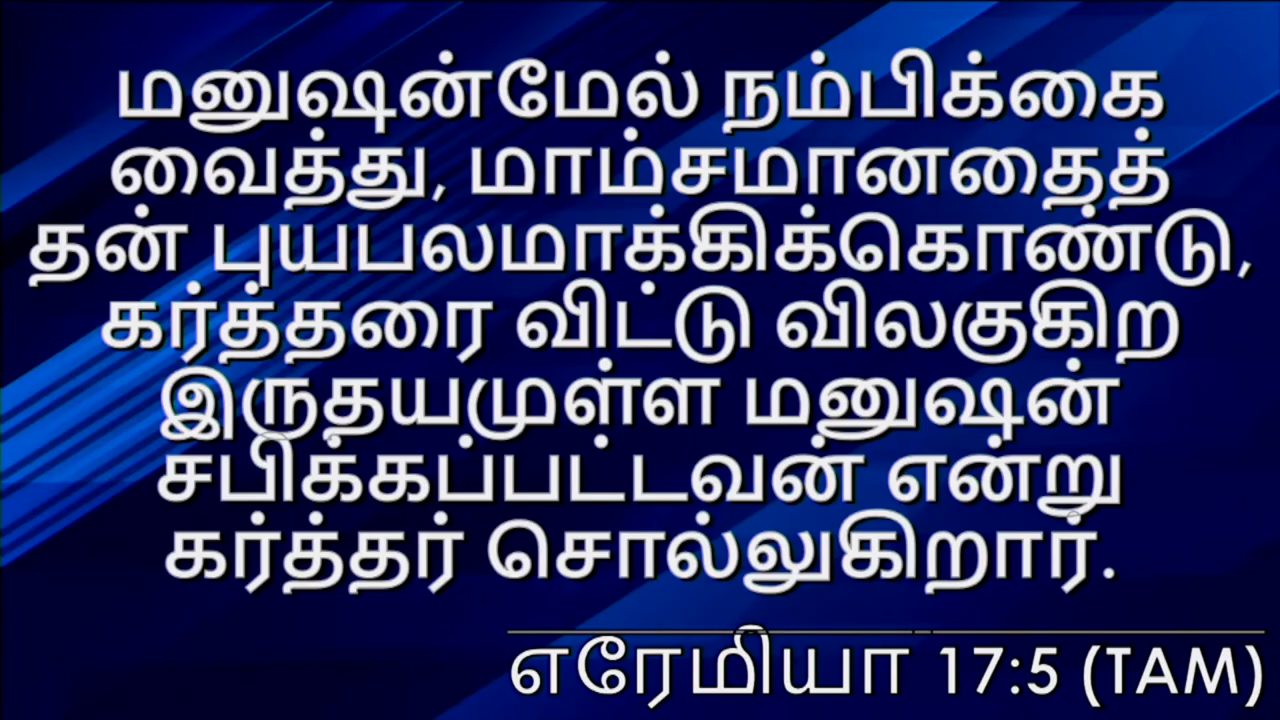 மனுஷன்மேல் நம்பிக்கை
வைத்து, மாம்சமானதைத்
தன் புயபலமாக்கிக்கொண்டு,
கர்த்தரை விட்டு விலகுகிற
இருதயமுள்ள மனுஷன்
சபிக்கப்பட்டவன் என்று
கர்த்தர் சொல்லுகிறார்.
எரேமியா 17:5 (TAM)